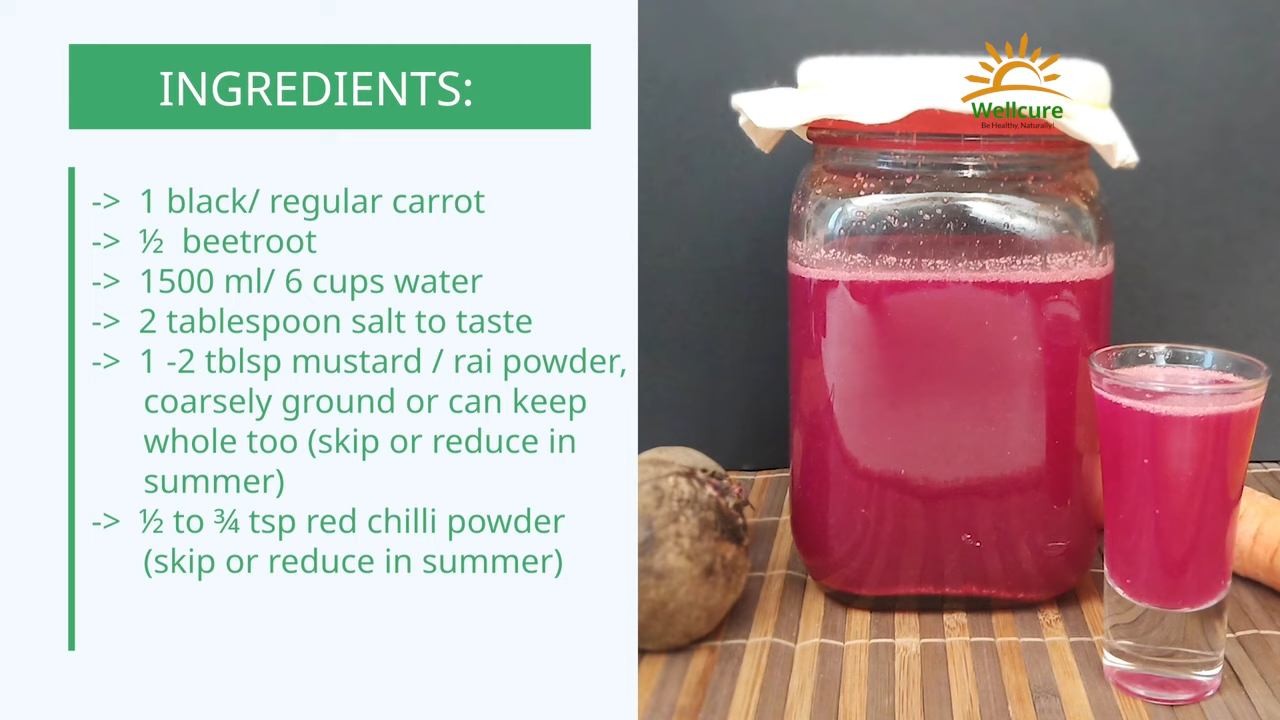 INGREDIENTS:
-> 1 black/ regular carrot
-> ½ beetroot
-> 1500 ml/ 6 cups water
-> 2 tablespoon salt to taste
-> 1 -2 tblsp mustard / rai powder,
coarsely ground or can keep
whole too (skip or reduce in
summer)
-> ½ to ¾ tsp red chilli powder
(skip or reduce in summer)
Wellcure
Be Healthy, Naturally!